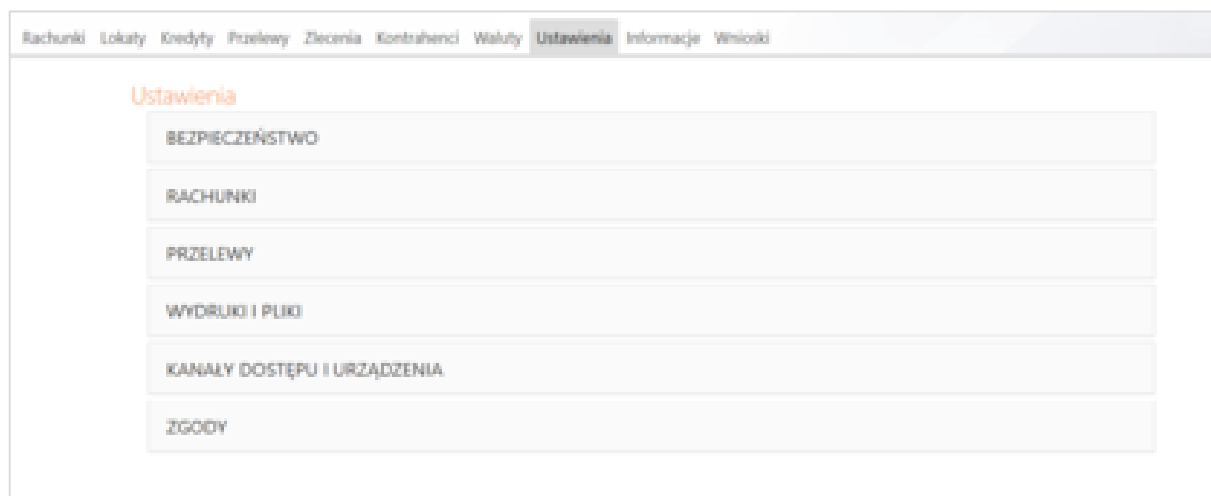 Rachunki Lokaty Kredyty Przelewy Zlecenia Kontrahenci Waluty Ustawienia Informacje Wnioski
Ustawienia
BEZPIECZEŃSTWO
RACHUNKI
PRZELEWY
WYDRUKI I PLIKI
KANAŁY DOSTĘPU I URZĄDZENIA
ZGODY